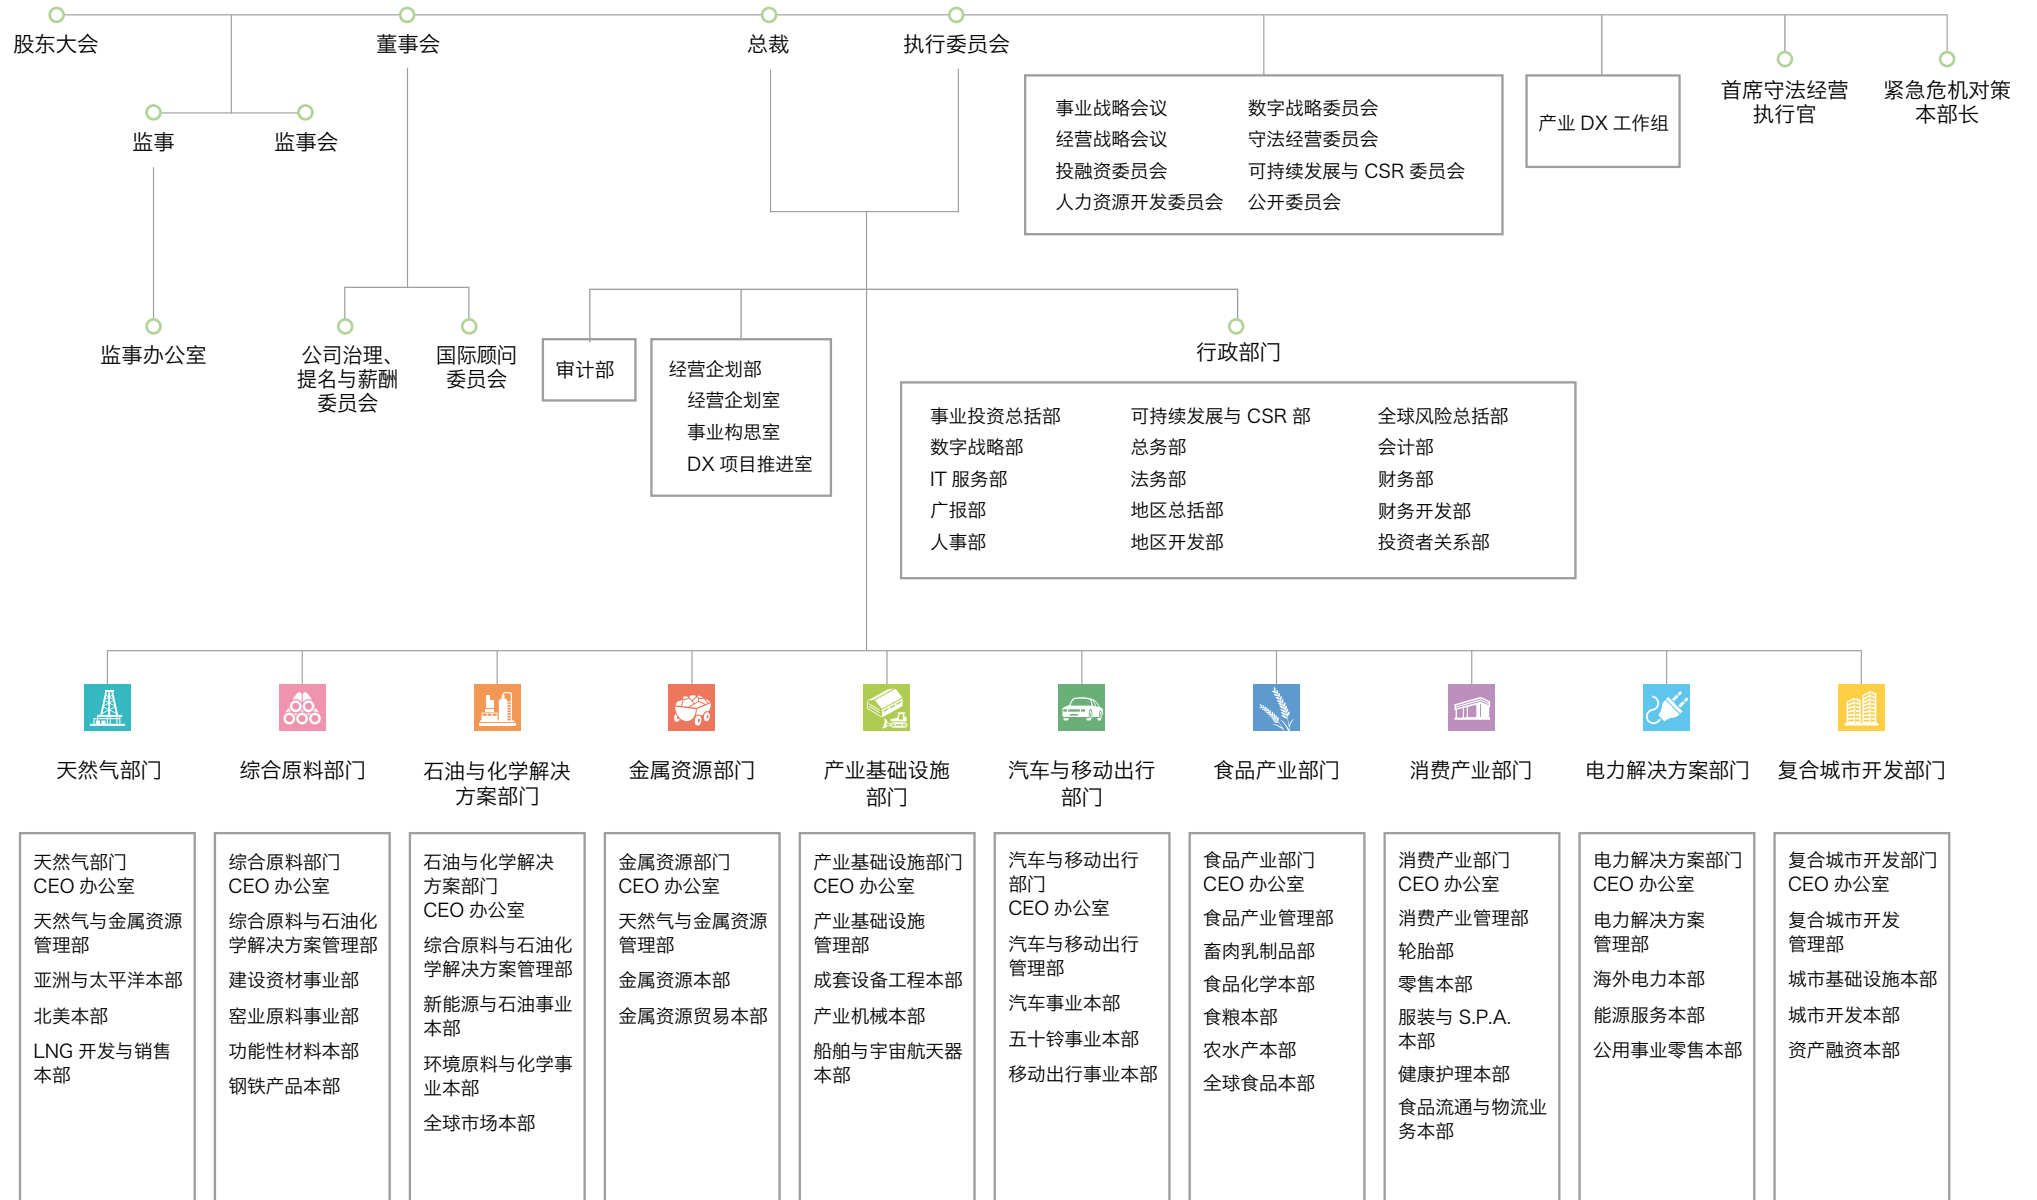 股东大会
董事会
总裁
执行委员会
监事
监事会
事业战略会议
经营战略会议
投融资委员会
人力资源开发委员会
数字战略委员会
守法经营委员会
可持续发展与 CSR 委员会
公开委员会
产业 DX 工作组
首席守法经营
执行官
紧急危机对策
本部长
监事办公室
公司治理、
提名与薪酬
委员会
国际顾问
委员会
审计部
经营企划部
经营企划室
事业构思室
DX 项目推进室
行政部门
事业投资总括部
数字战略部
IT 服务部
广报部
人事部
可持续发展与 CSR 部
总务部
法务部
地区总括部
地区开发部
全球风险总括部
会计部
财务部
财务开发部
投资者关系部
天然气部门
综合原料部门
石油与化学解决
方案部门
金属资源部门
产业基础设施
部门
汽车与移动出行
部门
食品产业部门
消费产业部门
电力解决方案部门
复合城市开发部门
天然气部门
CEO 办公室
天然气与金属资源
管理部
亚洲与太平洋本部
北美本部
LNG 开发与销售
本部
综合原料部门
CEO 办公室
综合原料与石油化
学解决方案管理部
建设资材事业部
窑业原料事业部
功能性材料本部
钢铁产品本部
石油与化学解决
方案部门
CEO 办公室
综合原料与石油化
学解决方案管理部
新能源与石油事业
本部
环境原料与化学事
业本部
全球市场本部
金属资源部门
CEO 办公室
天然气与金属资源
管理部
金属资源本部
金属资源贸易本部
产业基础设施部门
CEO 办公室
产业基础设施
管理部
成套设备工程本部
产业机械本部
船舶与宇宙航天器
本部
汽车与移动出行
部门
CEO 办公室
汽车与移动出行
管理部
汽车事业本部
五十铃事业本部
移动出行事业本部
食品产业部门
CEO 办公室
食品产业管理部
畜肉乳制品部
食品化学本部
食粮本部
农水产本部
全球食品本部
消费产业部门
CEO 办公室
消费产业管理部
轮胎部
零售本部
服装与 S.P.A.
本部
健康护理本部
食品流通与物流业
务本部
电力解决方案部门
CEO 办公室
电力解决方案
管理部
海外电力本部
能源服务本部
公用事业零售本部
复合城市开发部门
CEO 办公室
复合城市开发
管理部
城市基础设施本部
城市开发本部
资产融资本部